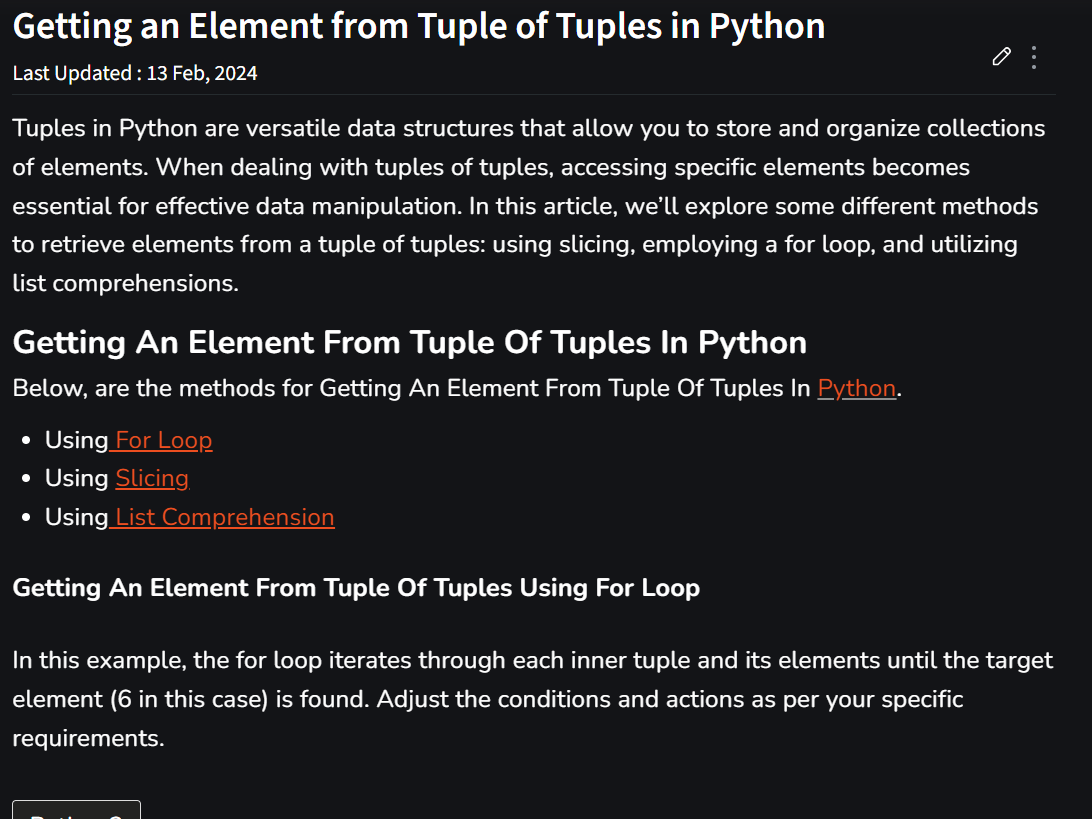 Getting an Element from Tuple of Tuples in Python
Last Updated : 13 Feb, 2024
Tuples in Python are versatile data structures that allow you to store and organize collections
of elements. When dealing with tuples of tuples, accessing specific elements becomes
essential for effective data manipulation. In this article, we’ll explore some different methods
to retrieve elements from a tuple of tuples: using slicing, employing a for loop, and utilizing
list comprehensions.
Getting An Element From Tuple Of Tuples In Python
Below, are the methods for Getting An Element From Tuple Of Tuples In Python.
• Using For Loop
• Using Slicing
• Using List Comprehension
Getting An Element From Tuple Of Tuples Using For Loop
In this example, the for loop iterates through each inner tuple and its elements until the target
element (6 in this case) is found. Adjust the conditions and actions as per your specific
requirements.